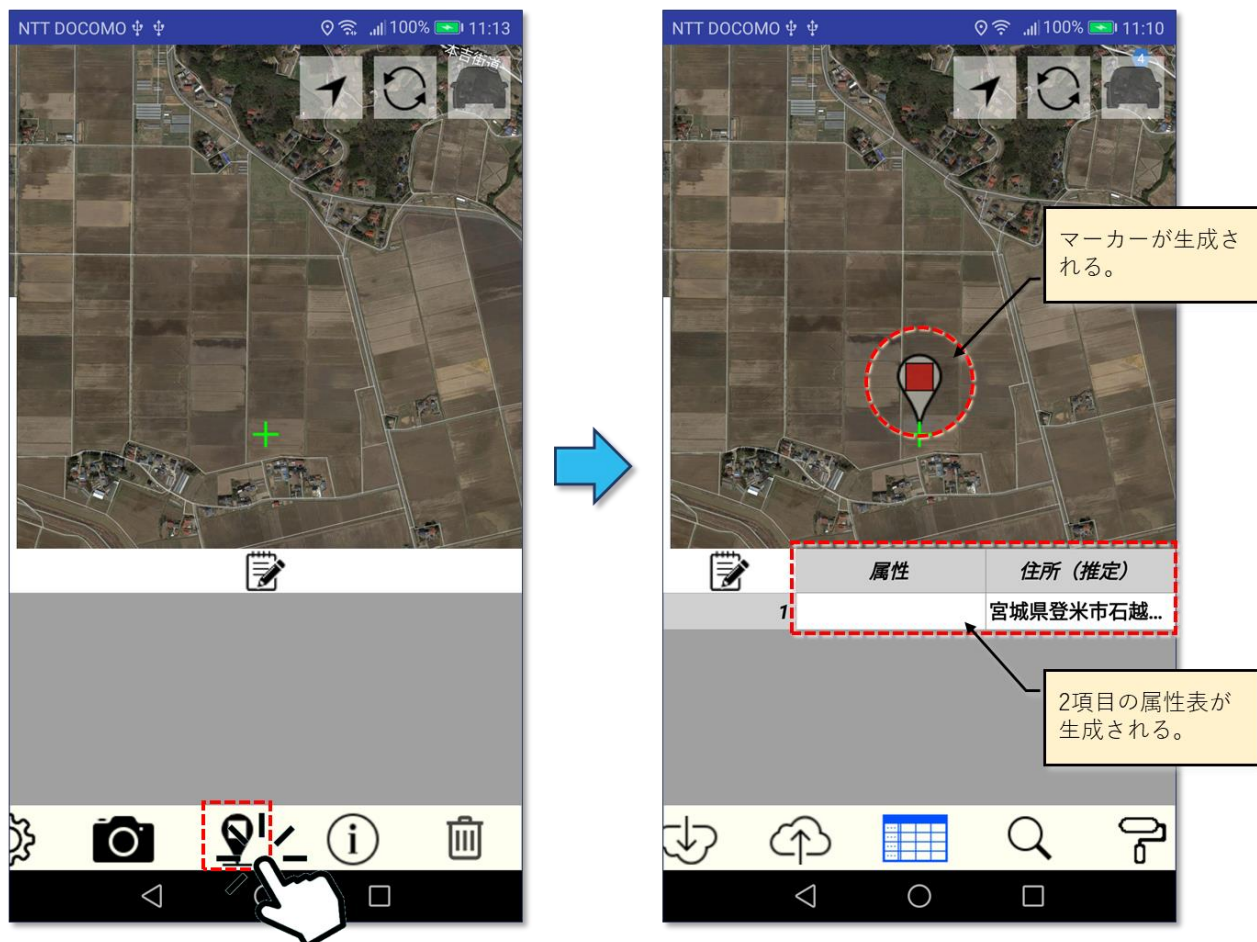 NTT DOCOMO 100% 11:13
本吉街道
NTT DOCOMO 100% 11:10
4
マーカーが生成さ
れる。
属性 住所（推定）
1 宮城県登米市石越...
2項目の属性表が
生成される。